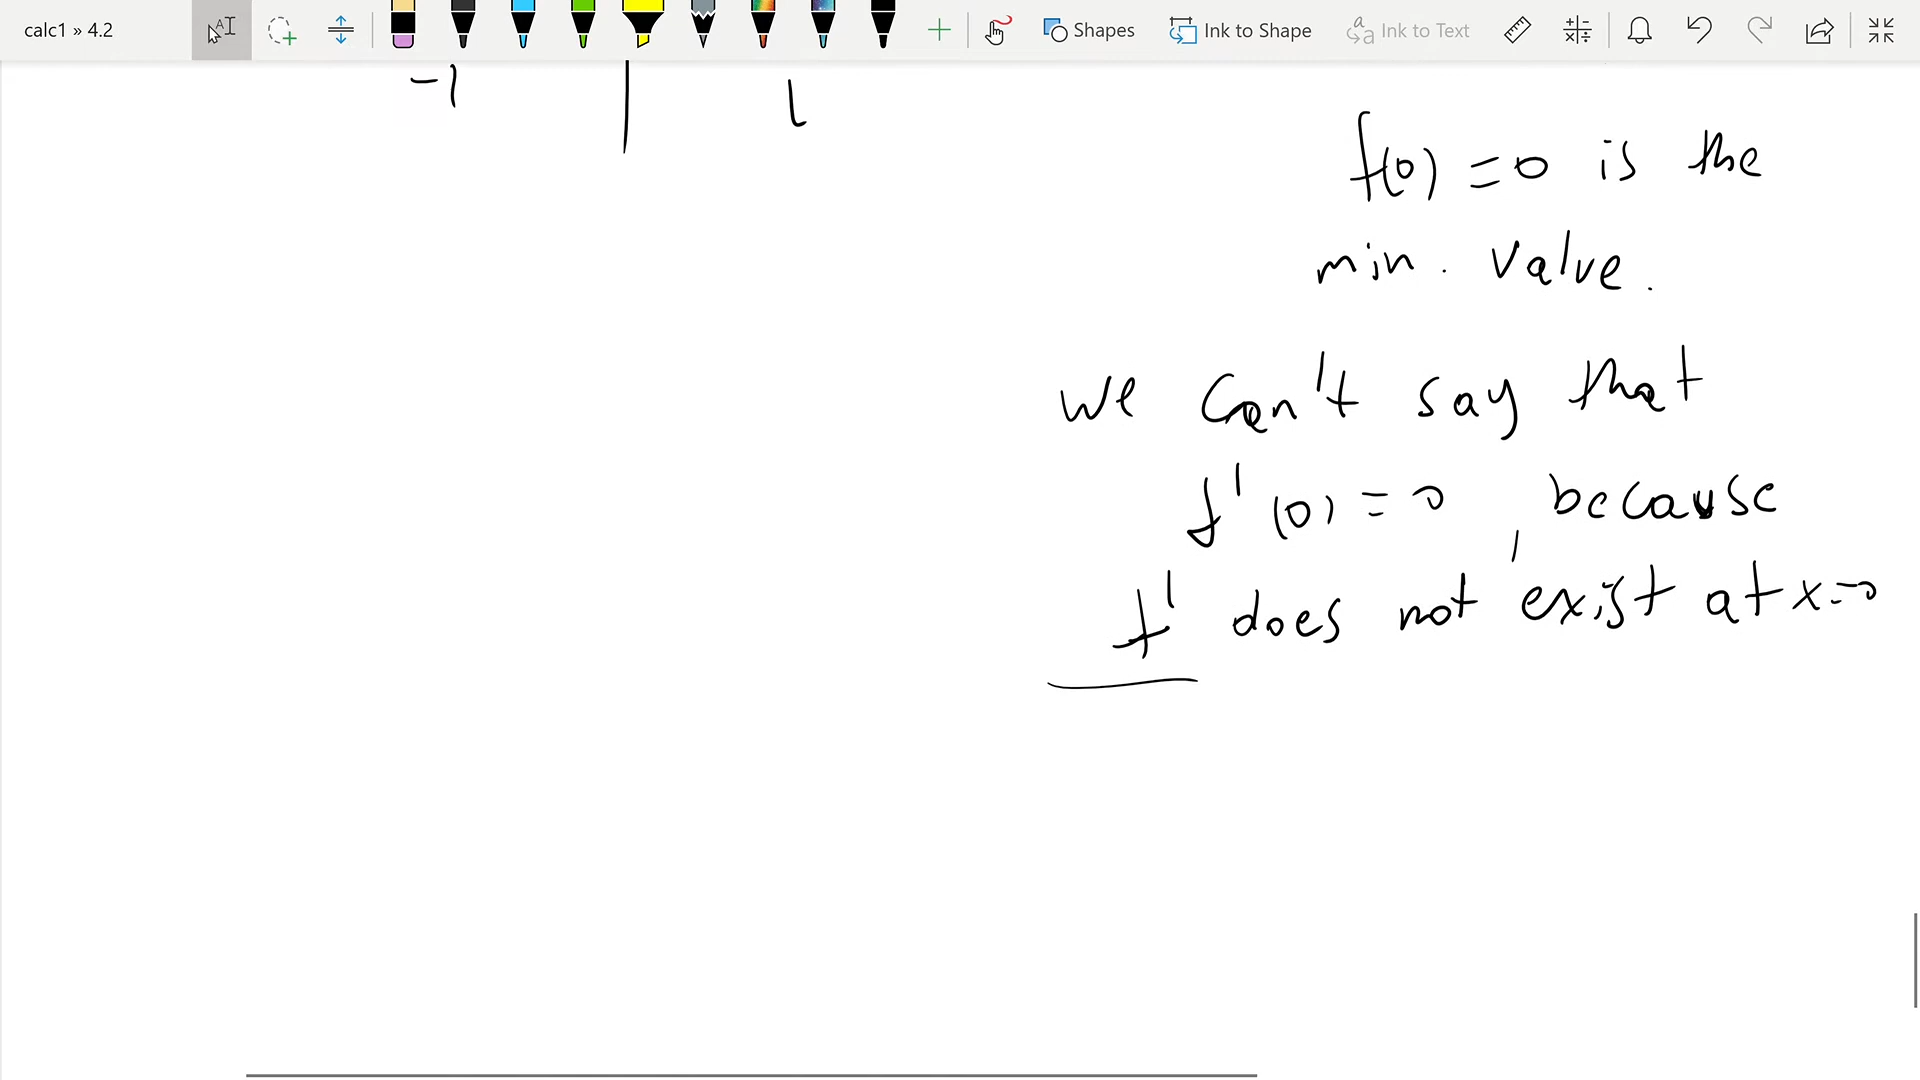 calc1 » 4.2
Shapes
Ink to Shape
Ink to Text
-1 1
f(0) = 0 is the
min. value.
we can't say that
f'(0) = 0, because
f' does not exist at x=0